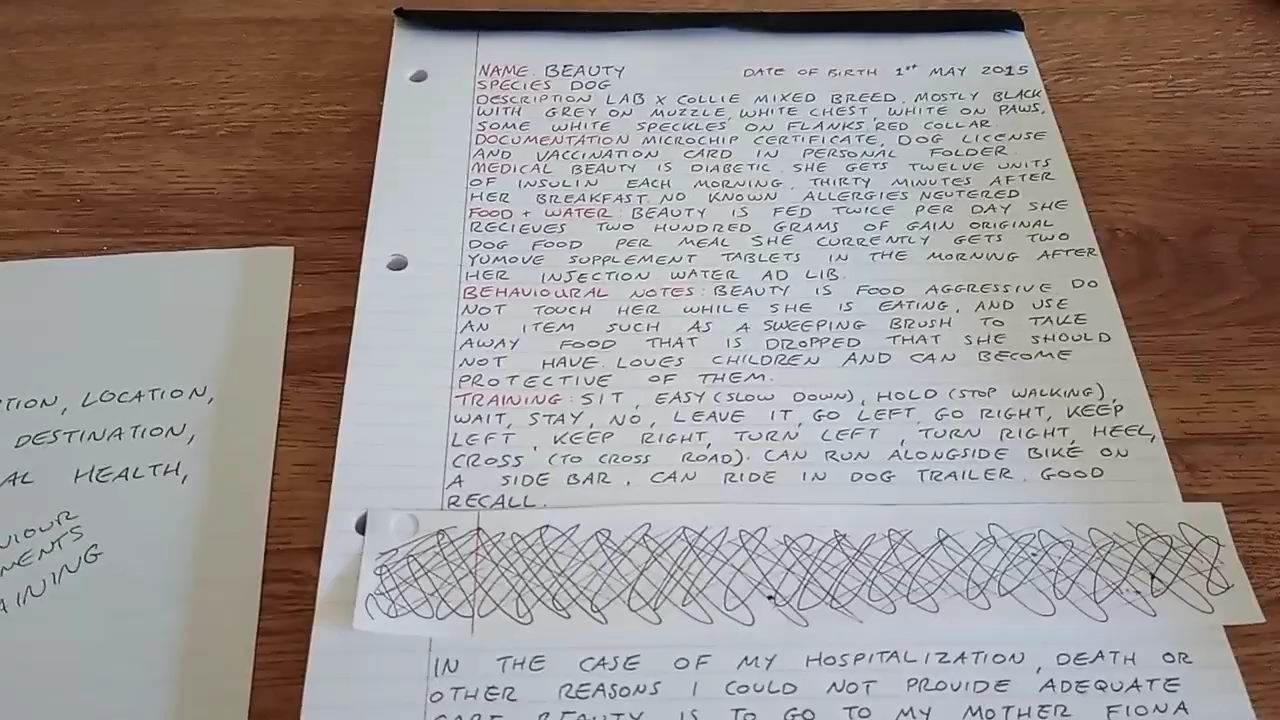 NAME. BEAUTY DATE OF BIRTH 1st MAY 2015
SPECIES DOG
DESCRIPTION LAB X COLLIE MIXED BREED. MOSTLY BLACK
WITH GREY ON MUZZLE, WHITE CHEST, WHITE ON PAWS,
SOME WHITE SPECKLES ON FLANKS, RED COLLAR.
DOCUMENTATION MICROCHIP CERTIFICATE, DOG LICENSE
AND VACCINATION CARD IN PERSONAL FOLDER.
MEDICAL BEAUTY IS DIABETIC. SHE GETS TWELVE UNITS
OF INSULIN EACH MORNING, THIRTY MINUTES AFTER
HER BREAKFAST. NO KNOWN ALLERGIES NEUTERED
FOOD + WATER: BEAUTY IS FED TWICE PER DAY SHE
RECIEVES TWO HUNDRED GRAMS OF GAIN ORIGINAL
DOG FOOD PER MEAL SHE CURRENTLY GETS TWO
YUMOVE SUPPLEMENT TABLETS IN THE MORNING AFTER
HER INJECTION WATER AD LIB.
BEHAVIOURAL NOTES: BEAUTY IS FOOD AGGRESSIVE. DO
NOT TOUCH HER WHILE SHE IS EATING, AND USE
AN ITEM SUCH AS A SWEEPING BRUSH TO TAKE
AWAY FOOD THAT IS DROPPED THAT SHE SHOULD
NOT HAVE. LOVES CHILDREN AND CAN BECOME
PROTECTIVE OF THEM.
TRAINING: SIT, EASY (SLOW DOWN), HOLD (STOP WALKING),
WAIT, STAY, NO, LEAVE IT, GO LEFT, GO RIGHT, KEEP
LEFT, KEEP RIGHT, TURN LEFT, TURN RIGHT, HEEL,
CROSS (TO CROSS ROAD). CAN RUN ALONGSIDE BIKE ON
A SIDE BAR, CAN RIDE IN DOG TRAILER. GOOD
RECALL.
IN THE CASE OF MY HOSPITALIZATION, DEATH OR
OTHER REASONS I COULD NOT PROVIDE ADEQUATE
CARE BEAUTY IS TO GO TO MY MOTHER FIONA
TION, LOCATION,
DESTINATION,
AL HEALTH,
VIOUR
MENTS
AINING